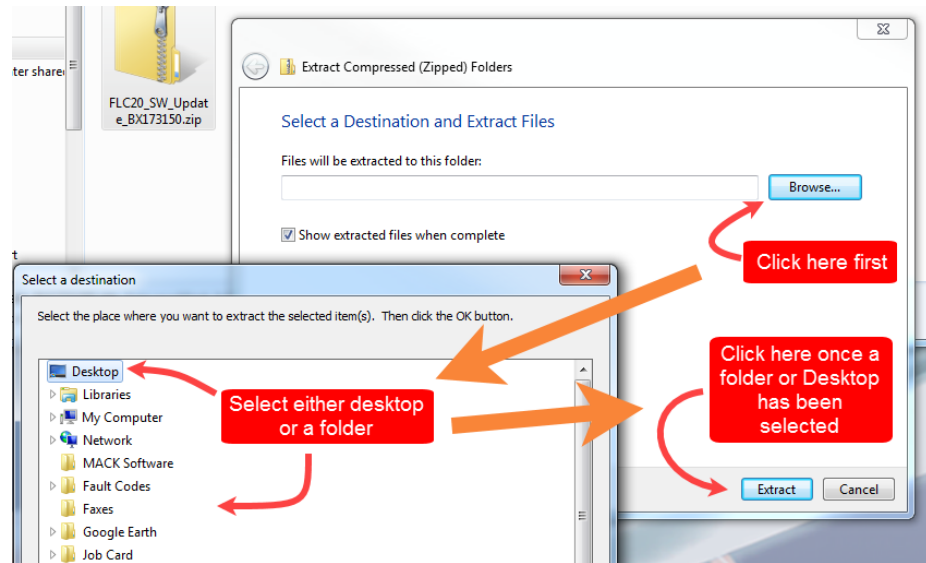 ter share
FLC20_SW_Updat
e_BX173150.zip
Extract Compressed (Zipped) Folders
Select a Destination and Extract Files
Files will be extracted to this folder:
Browse...
Show extracted files when complete
t
Click here first
Select a destination
Select the place where you want to extract the selected item(s). Then click the OK button.
Desktop
Libraries
My Computer
Network
MACK Software
Fault Codes
Faxes
Google Earth
Job Card
Select either desktop
or a folder
Click here once a
folder or Desktop
has been
selected
Extract
Cancel